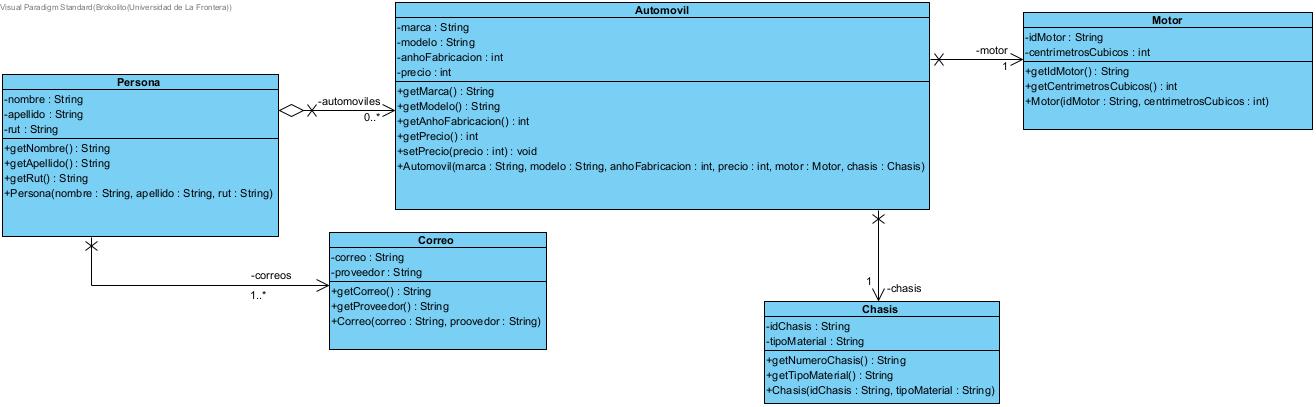 Visual Paradigm Standard(Brokolito(Universidad de La Frontera))
Persona
-nombre : String
-apellido : String
-rut : String
+getNombre() : String
+getApellido() : String
+getRut() : String
+Persona(nombre : String, apellido : String, rut : String)
-automoviles
0..*
Automovil
-marca : String
-modelo : String
-anhoFabricacion : int
-precio : int
+getMarca() : String
+getModelo() : String
+getAnhoFabricacion() : int
+getPrecio() : int
+setPrecio(precio : int) : void
+Automovil(marca : String, modelo : String, anhoFabricacion : int, precio : int, motor : Motor, chasis : Chasis)
-motor
1
Motor
-idMotor : String
-centrimetrosCubicos : int
+getIdMotor() : String
+getCentrimetrosCubicos() : int
+Motor(idMotor : String, centrimetrosCubicos : int)
-correos
1..*
Correo
-correo : String
-proveedor : String
+getCorreo() : String
+getProveedor() : String
+Correo(correo : String, proovedor : String)
1
-chasis
Chasis
-idChasis : String
-tipoMaterial : String
+getNumeroChasis() : String
+getTipoMaterial() : String
+Chasis(idChasis : String, tipoMaterial : String)